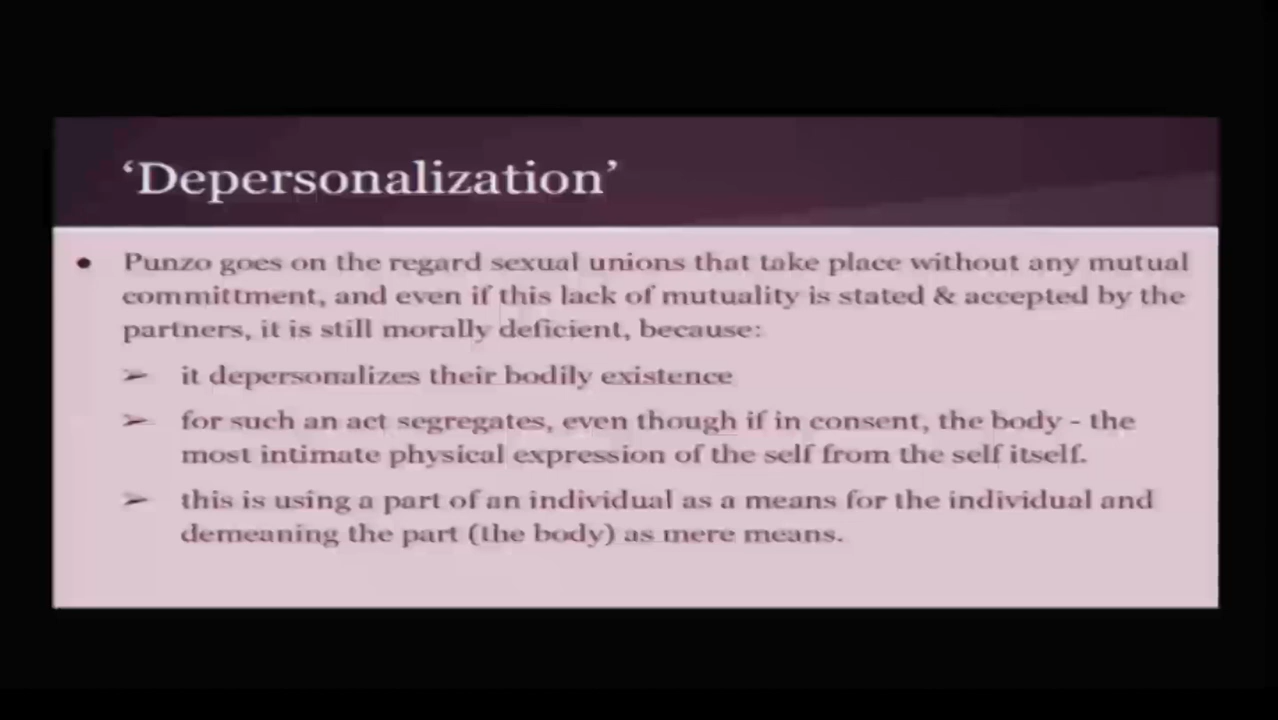 ‘Depersonalization’
• Punzo goes on the regard sexual unions that take place without any mutual
committment, and even if this lack of mutuality is stated & accepted by the
partners, it is still morally deficient, because:
➢ it depersonalizes their bodily existence
➢ for such an act segregates, even though if in consent, the body - the
most intimate physical expression of the self from the self itself.
➢ this is using a part of an individual as a means for the individual and
demeaning the part (the body) as mere means.